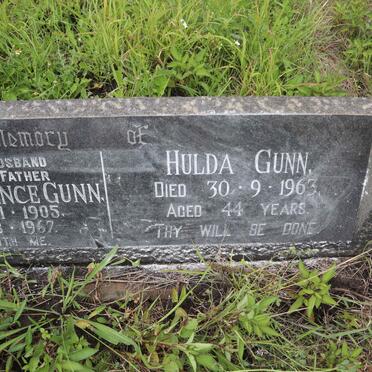 Memory of
HUSBAND
FATHER
NCE GUNN.
1905.
1967.
WITH ME.
HULDA GUNN.
DIED 30·9·1963
AGED 44 YEARS.
THY WILL BE DONE